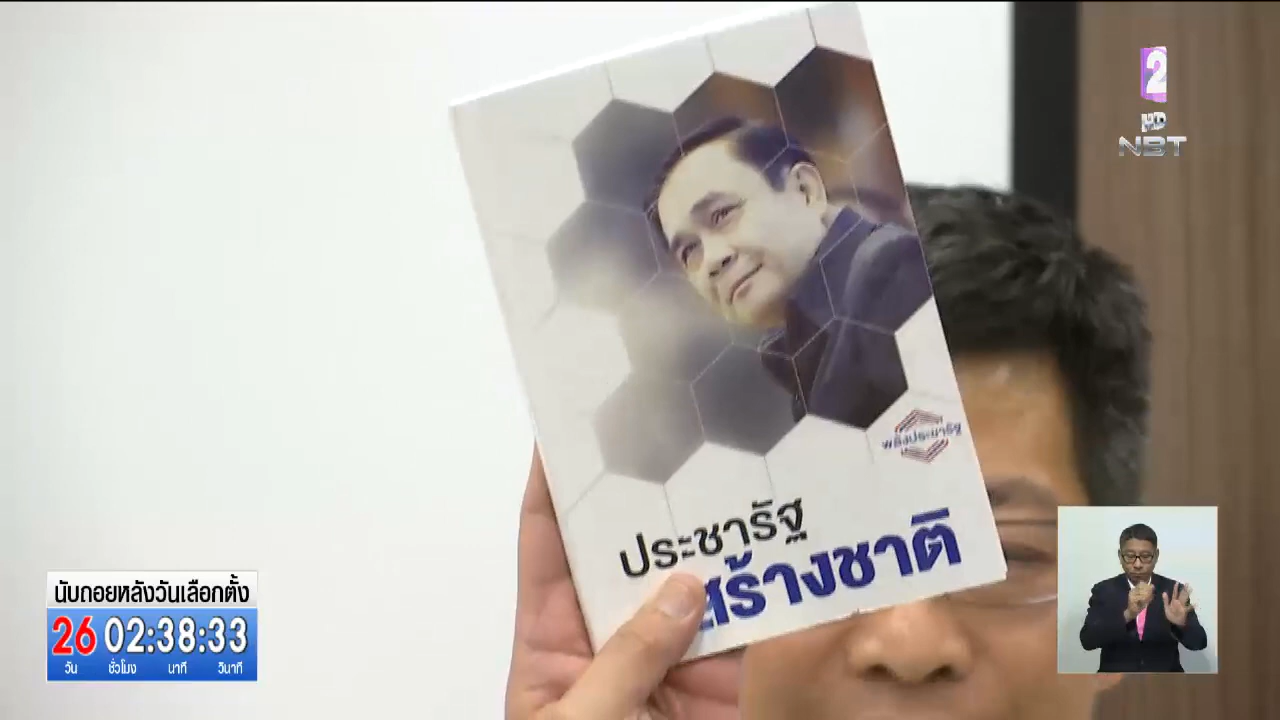 2
HD
NBT
พลังประชารัฐ
ประชารัฐ
สร้างชาติ
นับถอยหลังวันเลือกตั้ง
26 02:38:33
วัน ชั่วโมง นาที วินาที